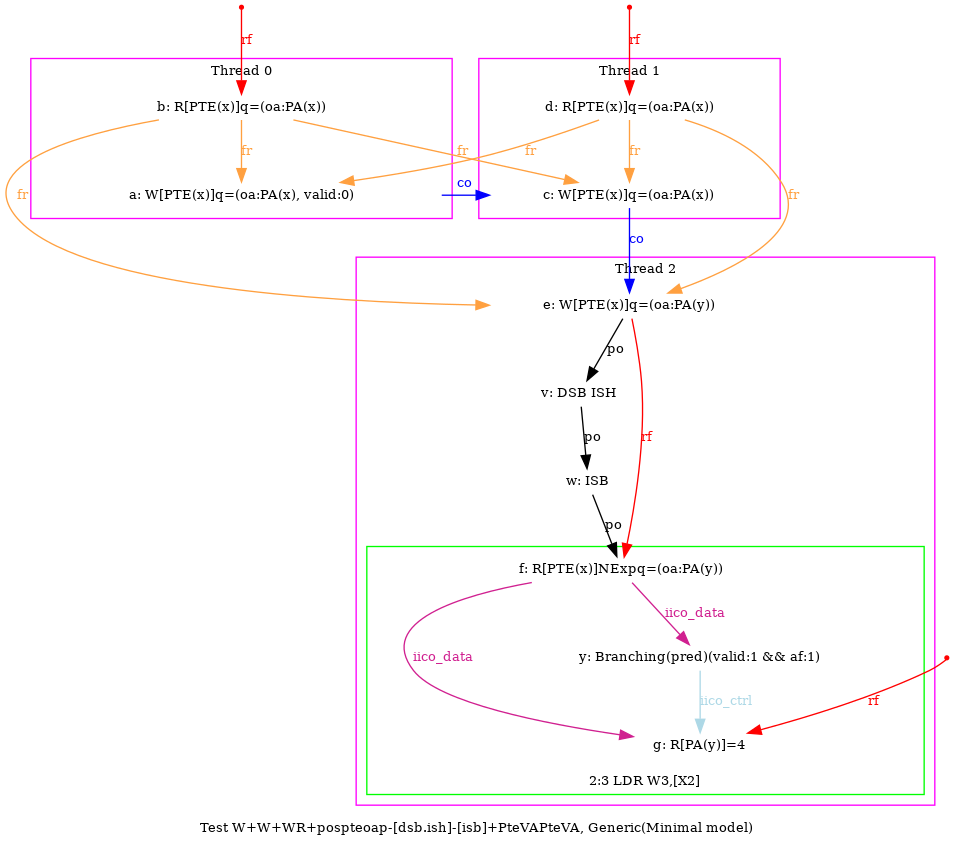 rf
rf
Thread 0
Thread 1
b: R[PTE(x)]q=(oa:PA(x))
d: R[PTE(x)]q=(oa:PA(x))
fr
fr
fr
fr
co
fr
a: W[PTE(x)]q=(oa:PA(x), valid:0)
c: W[PTE(x)]q=(oa:PA(x))
fr
co
Thread 2
e: W[PTE(x)]q=(oa:PA(y))
po
v: DSB ISH
po
rf
w: ISB
po
f: R[PTE(x)]NExpq=(oa:PA(y))
iico_data
iico_data
y: Branching(pred)(valid:1 && af:1)
iico_ctrl
rf
g: R[PA(y)]=4
2:3 LDR W3,[X2]
Test W+W+WR+pospteoap-[dsb.ish]-[isb]+PteVAPteVA, Generic(Minimal model)